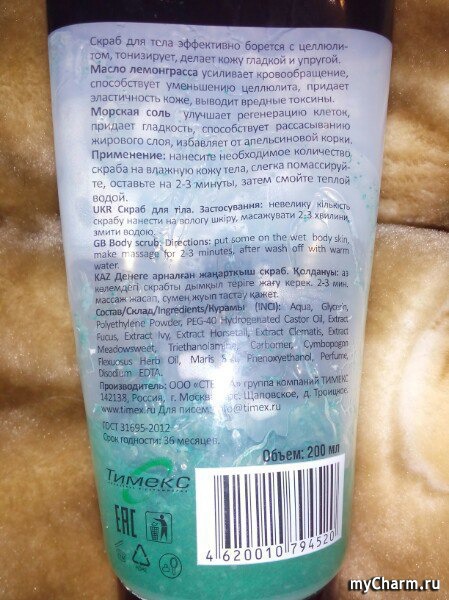 Скраб для тела эффективно борется с целлюли-
том, тонизирует, делает кожу гладкой и упругой.
Масло лемонграсса усиливает кровообращение,
способствует уменьшению целлюлита, придает
эластичность коже, выводит вредные токсины.
Морская соль улучшает регенерацию клеток,
придает гладкость, способствует рассасыванию
жирового слоя, избавляет от апельсиновой корки.
Применение: нанесите необходимое количество
скраба на влажную кожу тела, слегка помассируй-
те, оставьте на 2-3 минуты, затем смойте теплой
водой.
UKR Скраб для тіла. Застосування: невелику кількість
скрабу нанести на вологу шкіру, масажувати 2-3 хвилини,
змити водою.
GB Body scrub. Directions: put some on the wet body skin,
make massage for 2-3 minutes, after wash off with warm
water.
KAZ Денеге арналған жаңартқыш скраб. Қолдануы: аз
көлемдегі скрабты дымқыл теріге жағу керек. 2-3 мин.
массаж жасап, сумен жуып тастау қажет.
Состав/Склад/Ingredients/Курамы (INCI): Aqua, Glycerin,
Polyethylene Powder, PEG-40 Hydrogenated Castor Oil, Extract
Fucus, Extract Ivy, Extract Horsetail, Extract Clematis, Extract
Meadowsweet, Triethanolamine, Carbomer, Cymbopogon
Flexuosus Herb Oil, Maris Sal, Phenoxyethanol, Perfume,
Disodium EDTA.
Производитель: ООО группа компаний ТИМЕКС
142138, Россия, г. Москва, с. Щаповское, д. Троицкое.
www.timex.ru Для писем: info@timex.ru
ГОСТ 31695-2012
Срок годности: 36 месяцев.
Объем: 200 мл
Тимекс
EAC
4 620010 794520
myCharm.ru